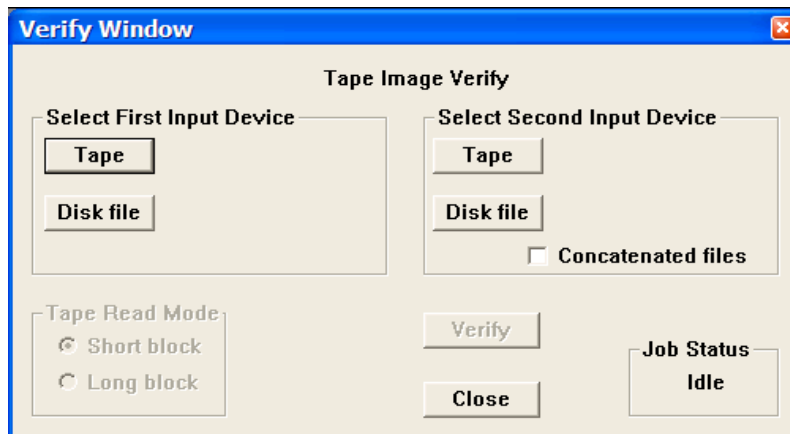 Verify Window
Tape Image Verify
Select First Input Device
Tape
Disk file
Select Second Input Device
Tape
Disk file
Concatenated files
Tape Read Mode
Short block
Long block
Verify
Close
Job Status
Idle